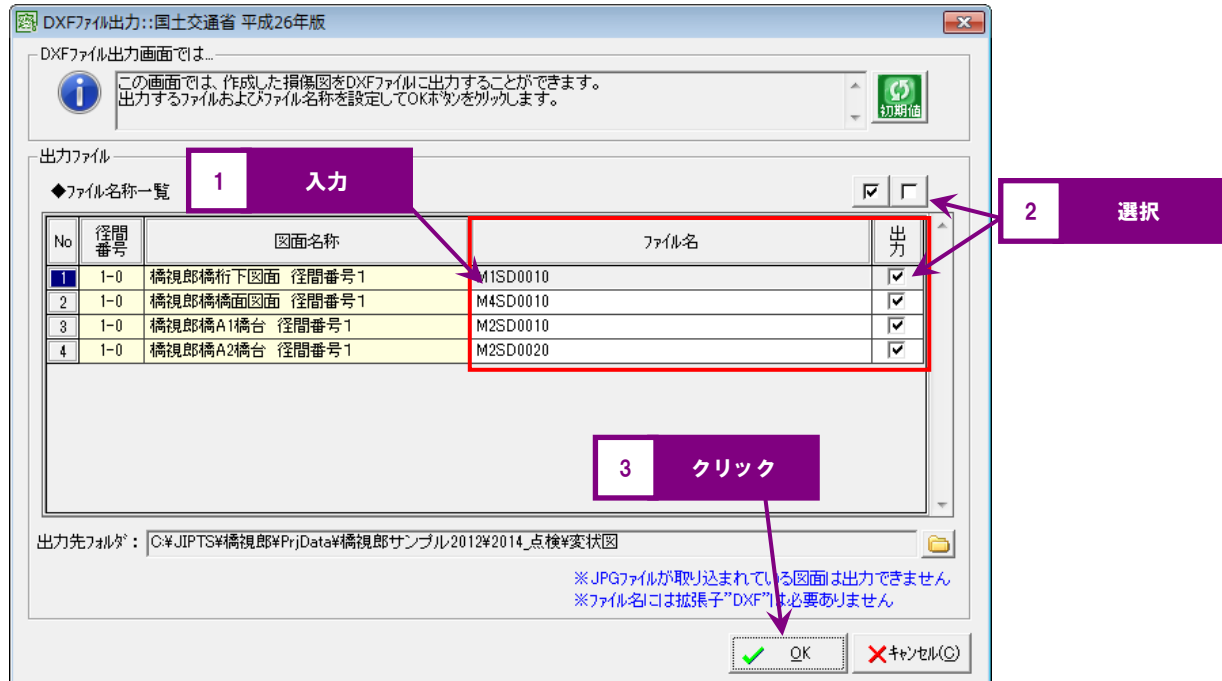 DXFﾌｧｲﾙ出力::国土交通省 平成26年版
DXFﾌｧｲﾙ出力画面では...
この画面では、作成した損傷図をDXFﾌｧｲﾙに出力することができます。
出力するﾌｧｲﾙおよびﾌｧｲﾙ名称を設定してOKﾎﾞﾀﾝをｸﾘｯｸします。
初期値
出力ﾌｧｲﾙ
1 入力
◆ﾌｧｲﾙ名称一覧
2 選択
No 径間番号 図面名称 ﾌｧｲﾙ名 出力
1 1-0 橋視郎橋桁下図面 径間番号1 M1SD0010
2 1-0 橋視郎橋橋面図面 径間番号1 M4SD0010
3 1-0 橋視郎橋A1橋台 径間番号1 M2SD0010
4 1-0 橋視郎橋A2橋台 径間番号1 M2SD0020
3 クリック
出力先ﾌｫﾙﾀﾞ： C:¥JIPTS¥橋視郎¥PrjData¥橋視郎サンプル2012¥2014_点検¥変状図
※JPGﾌｧｲﾙが取り込まれている図面は出力できません
※ﾌｧｲﾙ名には拡張子"DXF"は必要ありません
OK
ｷｬﾝｾﾙ(C)